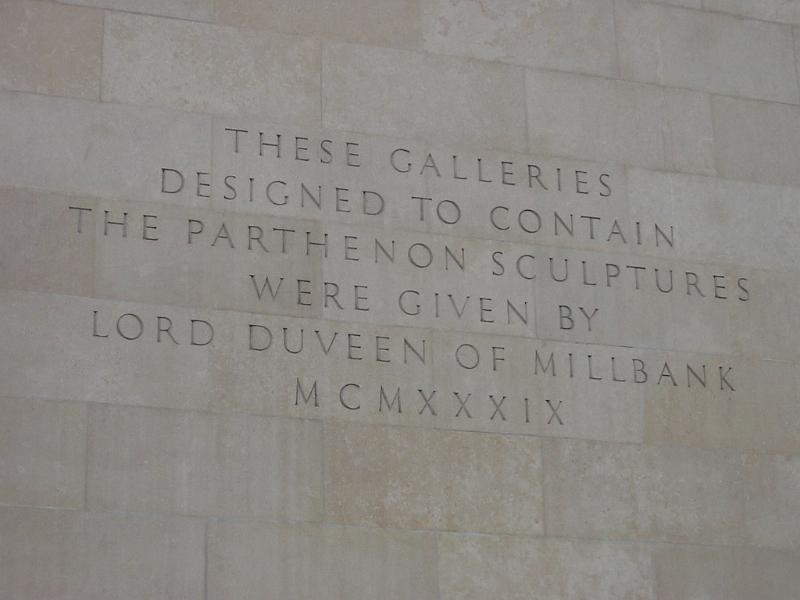 THESE GALLERIES
DESIGNED TO CONTAIN
THE PARTHENON SCULPTURES
WERE GIVEN BY
LORD DUVEEN OF MILLBANK
MCMXXXIX